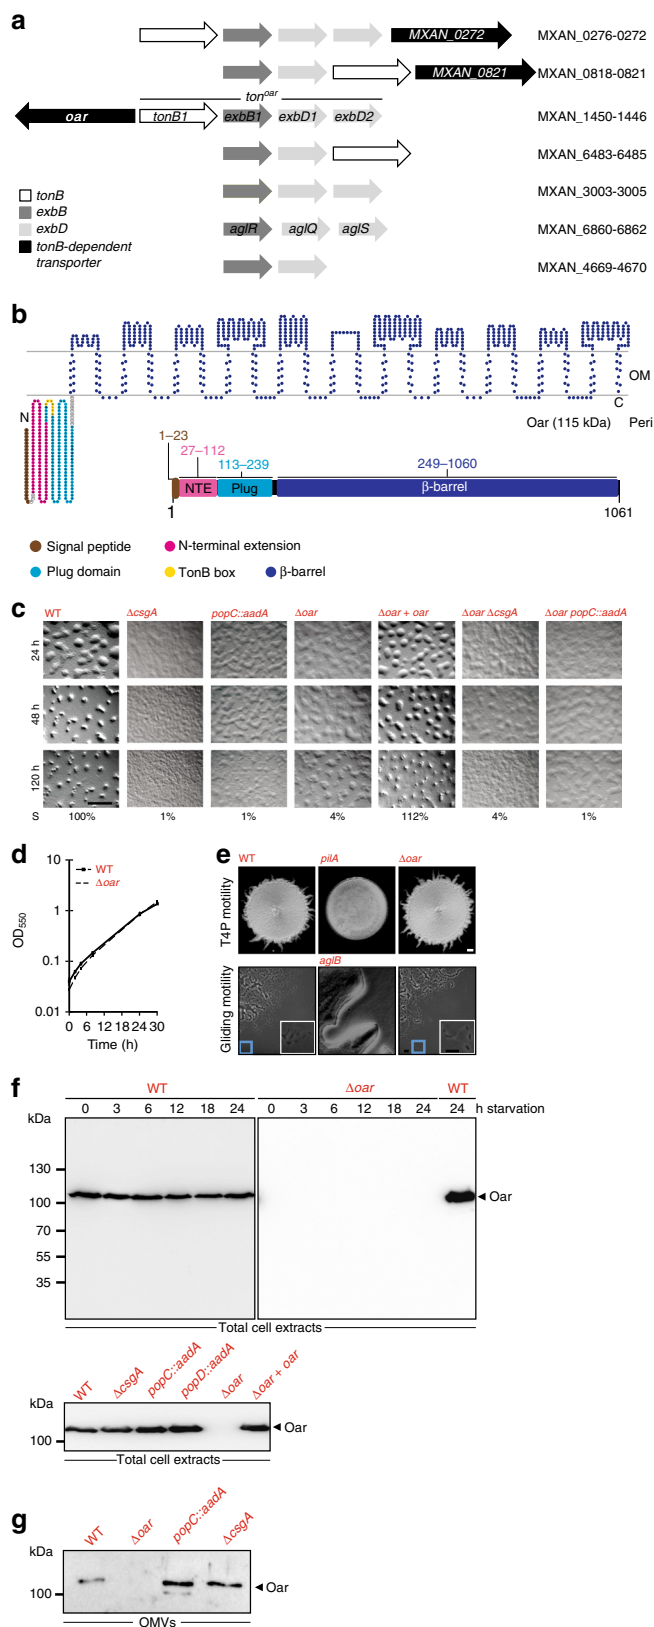 a
MXAN_0272 MXAN_0276-0272
MXAN_0821 MXAN_0818-0821
ton^oar
oar tonB1 exbB1 exbD1 exbD2 MXAN_1450-1446
MXAN_6483-6485
tonB
exbB MXAN_3003-3005
exbD
aglR aglQ aglS MXAN_6860-6862
tonB-dependent
transporter
MXAN_4669-4670
b
OM
C
N
Oar (115 kDa) Peri
1–23
27–112
113–239 249–1060
NTE Plug β-barrel
1 1061
Signal peptide N-terminal extension
Plug domain TonB box β-barrel
c
WT ΔcsgA popC::aadA Δoar Δoar + oar Δoar ΔcsgA Δoar popC::aadA
24 h
48 h
120 h
S 100% 1% 1% 4% 112% 4% 1%
d
WT
Δoar
OD550
10
1
0.1
0.01
0 6 12 18 24 30
Time (h)
e
WT pilA Δoar
T4P motility
aglB
Gliding motility
f
WT Δoar WT
0 3 6 12 18 24 0 3 6 12 18 24 24 h starvation
kDa
130
100
70
55
35
Oar
Total cell extracts
WT ΔcsgA popC::aadA popD::aadA Δoar Δoar + oar
kDa
100
Oar
Total cell extracts
g
WT Δoar popC::aadA ΔcsgA
kDa
100
Oar
OMVs